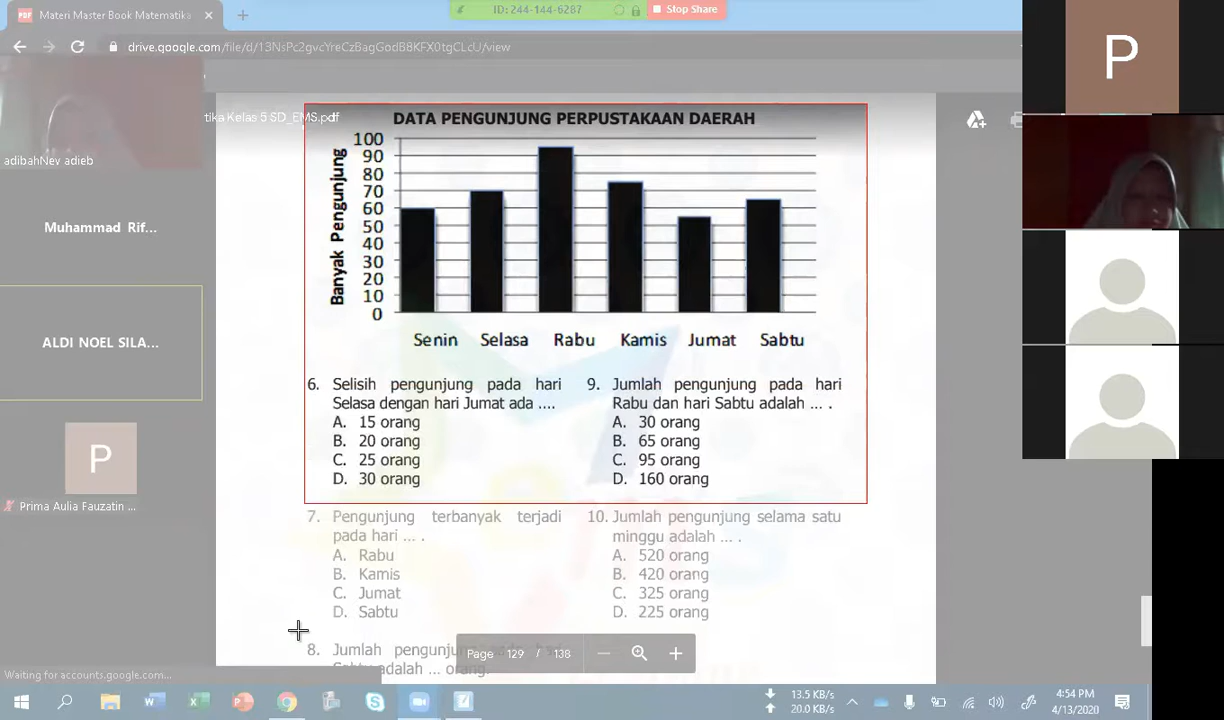 Materi Master Book Matematika
ID: 244-144-6287
Stop Share
drive.google.com/file/d/13NsPc2gvcYreCzBagGodB8KFX0tgCLcU/view
tika Kelas 5 SD_EMS.pdf
adibahNev adieb
Muhammad Rif...
ALDI NOEL SILA...
P
Prima Aulia Fauzatin ...
P
DATA PENGUNJUNG PERPUSTAKAAN DAERAH
Banyak Pengunjung
100
90
80
70
60
50
40
30
20
10
0
Senin Selasa Rabu Kamis Jumat Sabtu
6. Selisih pengunjung pada hari
Selasa dengan hari Jumat ada ....
A. 15 orang
B. 20 orang
C. 25 orang
D. 30 orang
7. Pengunjung terbanyak terjadi
pada hari ... .
A. Rabu
B. Kamis
C. Jumat
D. Sabtu
8. Jumlah pengunjung
adalah ... orang.
9. Jumlah pengunjung pada hari
Rabu dan hari Sabtu adalah ... .
A. 30 orang
B. 65 orang
C. 95 orang
D. 160 orang
10. Jumlah pengunjung selama satu
minggu adalah ... .
A. 520 orang
B. 420 orang
C. 325 orang
D. 225 orang
Page 129 / 138
Waiting for accounts.google.com...
13.5 KB/s
20.0 KB/s
4:54 PM
4/13/2020